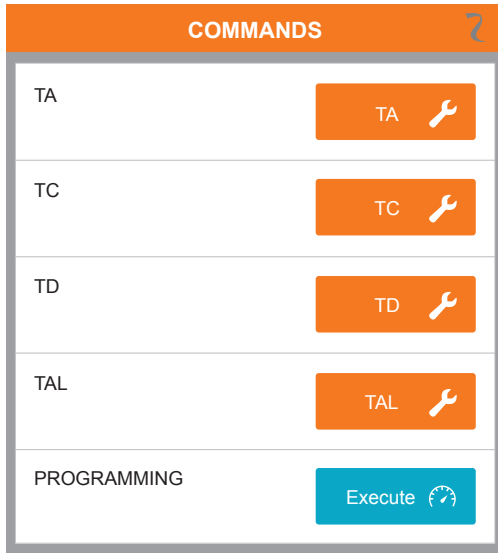 COMMANDS
TA
TA
TC
TC
TD
TD
TAL
TAL
PROGRAMMING
Execute